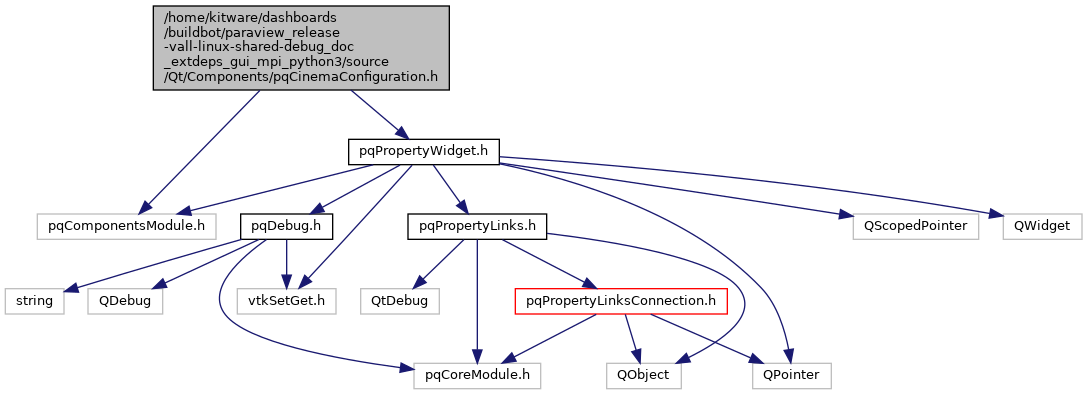 /home/kitware/dashboards
/buildbot/paraview_release
-vall-linux-shared-debug_doc
_extdeps_gui_mpi_python3/source
/Qt/Components/pqCinemaConfiguration.h
pqPropertyWidget.h
pqComponentsModule.h
pqDebug.h
pqPropertyLinks.h
QScopedPointer
QWidget
string
QDebug
vtkSetGet.h
QtDebug
pqPropertyLinksConnection.h
pqCoreModule.h
QObject
QPointer